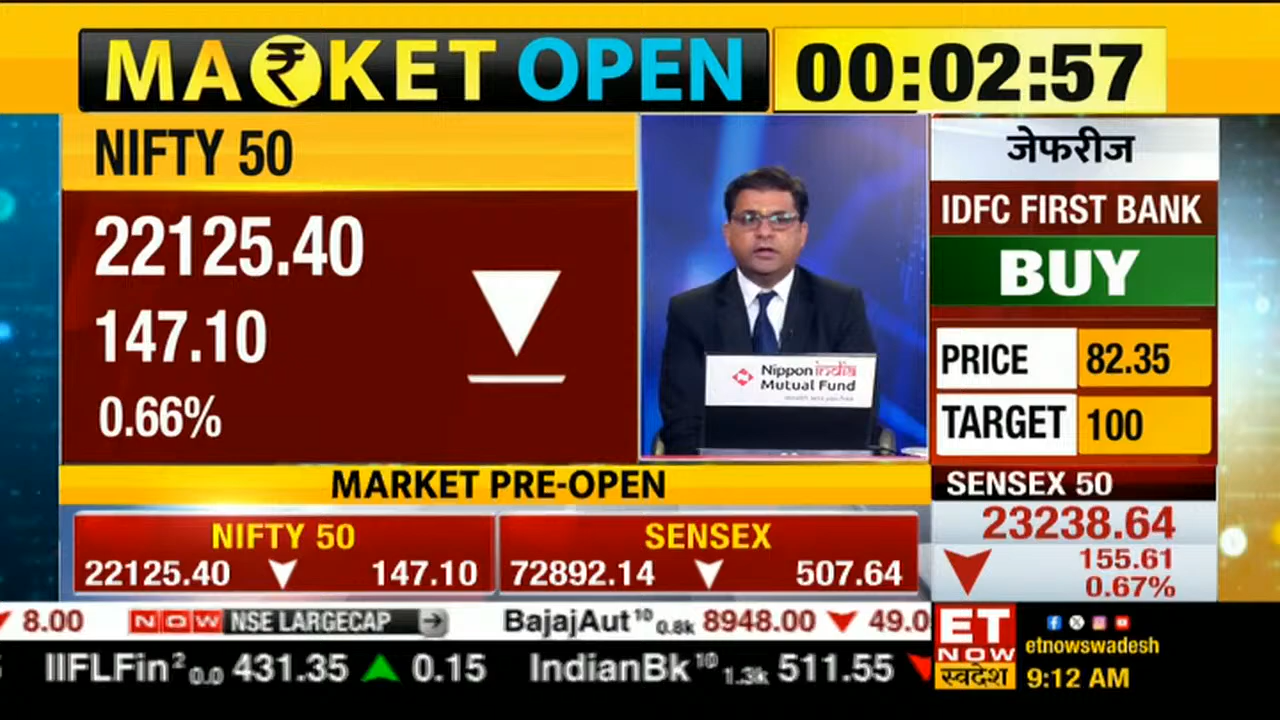 MA₹KET OPEN
00:02:57
NIFTY 50
22125.40
147.10
0.66%
Nippon india
Mutual Fund
जेफरीज
IDFC FIRST BANK
BUY
PRICE 82.35
TARGET 100
MARKET PRE-OPEN
NIFTY 50
22125.40 147.10
SENSEX
72892.14 507.64
SENSEX 50
23238.64
155.61
0.67%
8.00 NOW NSE LARGECAP BajajAut 10 0.8k 8948.00 49.0
IIFLFin 2 0.0 431.35 0.15 IndianBk 10 1.3k 511.55
ET
NOW
स्वदेश
etnowswadesh
9:12 AM